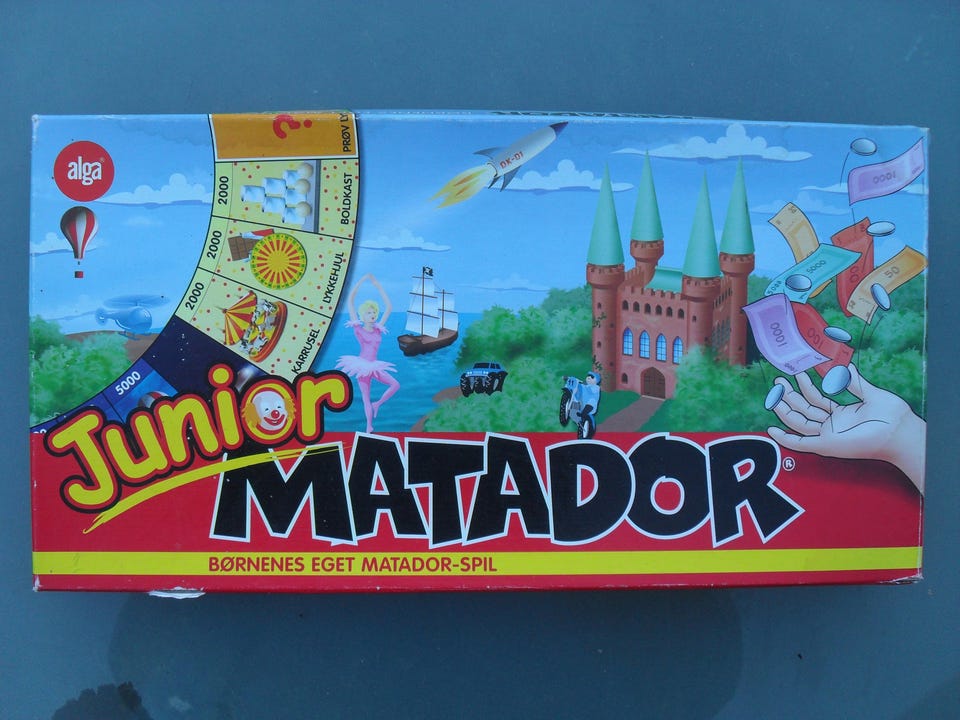 alga
PRØV LY
2000
BOLDKAST
2000
LYKKEHJUL
2000
KARRUSEL
5000
DK-01
1000
5000
50
1000
Junior
MATADOR®
BØRNENES EGET MATADOR-SPIL